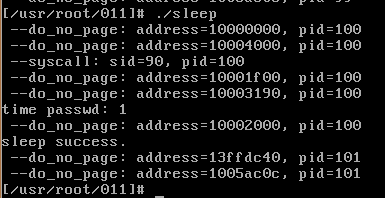 [/usr/root/011]# ./sleep
--do_no_page: address=10000000, pid=100
--do_no_page: address=10004000, pid=100
--syscall: sid=90, pid=100
--do_no_page: address=10001f00, pid=100
--do_no_page: address=10003190, pid=100
time passwd: 1
--do_no_page: address=10002000, pid=100
sleep success.
--do_no_page: address=13ffdc40, pid=101
--do_no_page: address=1005ac0c, pid=101
[/usr/root/011]#